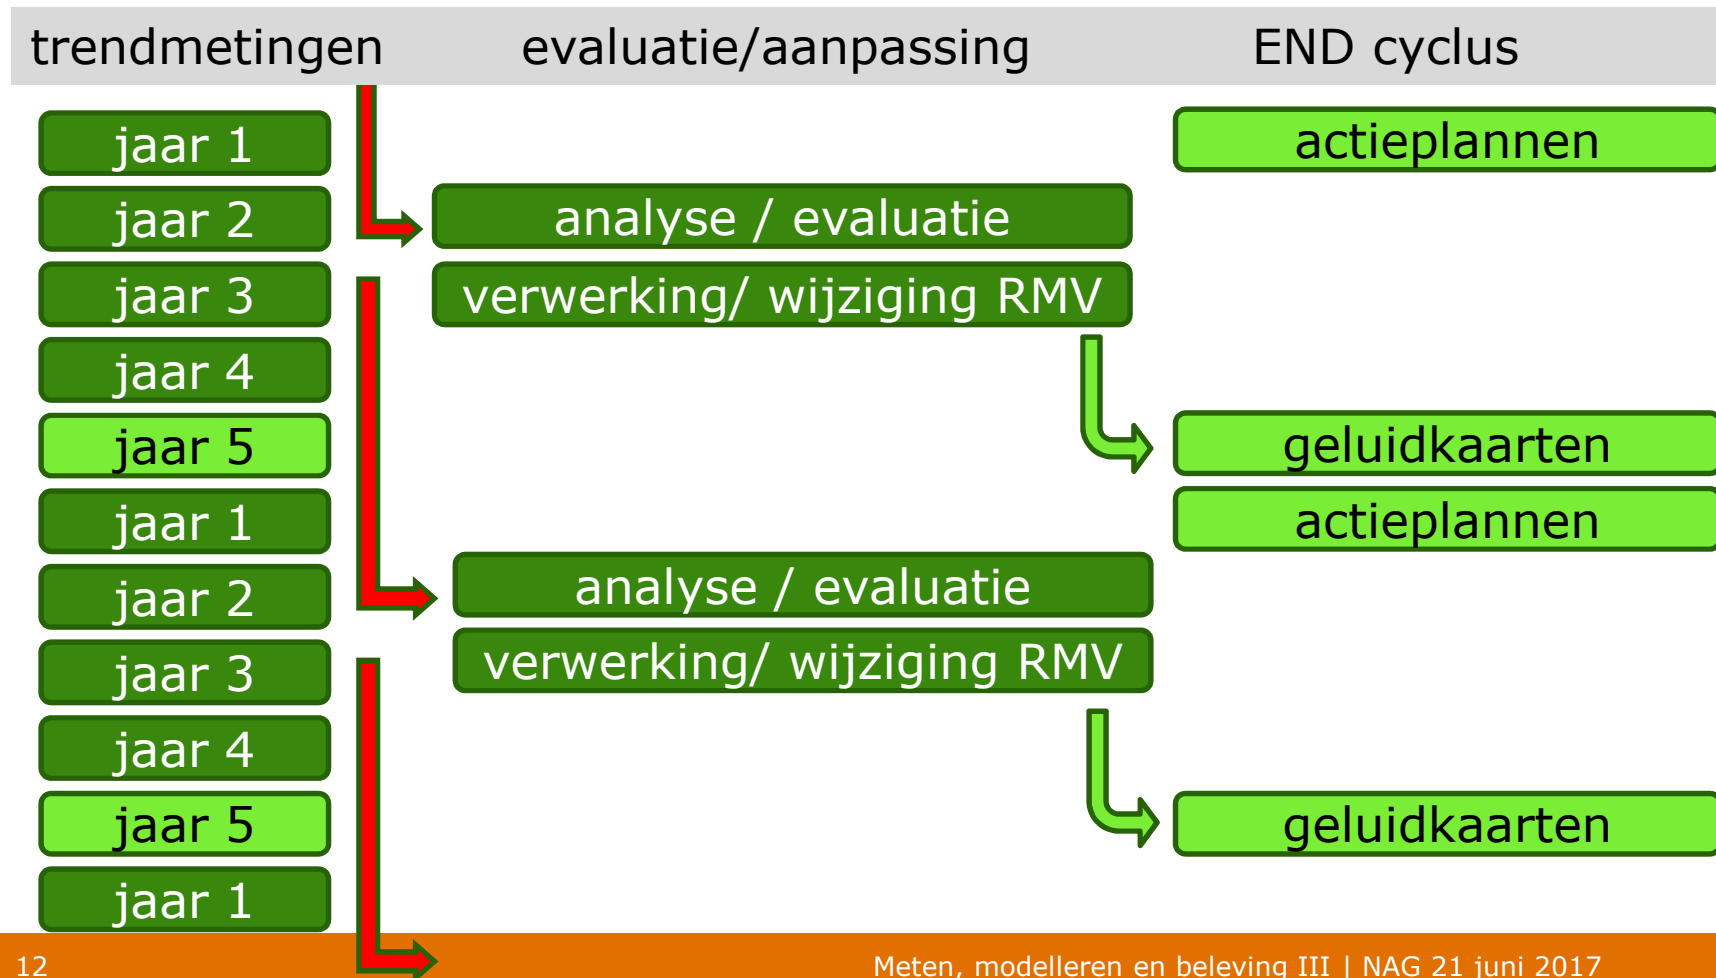 trendmetingen evaluatie/aanpassing END cyclus
jaar 1 actieplannen
jaar 2 analyse / evaluatie
jaar 3 verwerking/ wijziging RMV
jaar 4
jaar 5 geluidkaarten
jaar 1 actieplannen
jaar 2 analyse / evaluatie
jaar 3 verwerking/ wijziging RMV
jaar 4
jaar 5 geluidkaarten
jaar 1
12 Meten, modelleren en beleving III | NAG 21 juni 2017